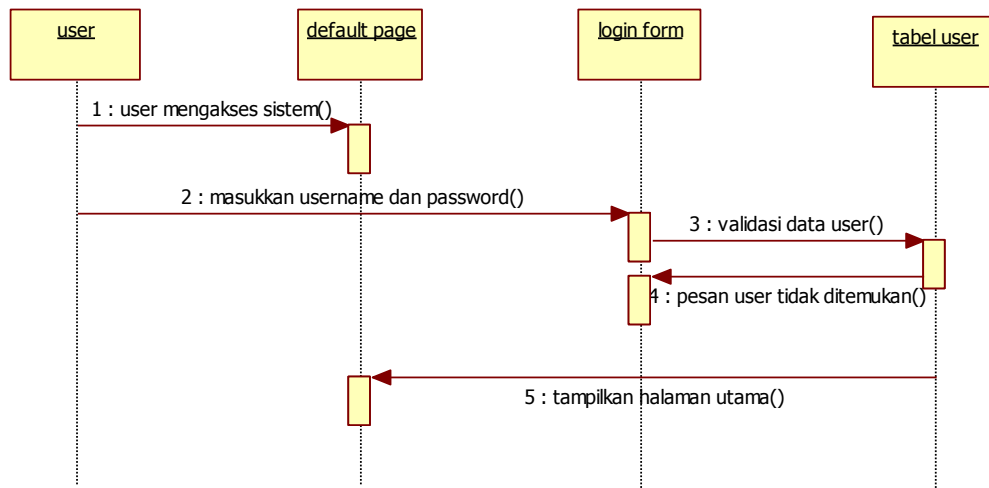 user
default page
login form
tabel user
1 : user mengakses sistem()
2 : masukkan username dan password()
3 : validasi data user()
4 : pesan user tidak ditemukan()
5 : tampilkan halaman utama()